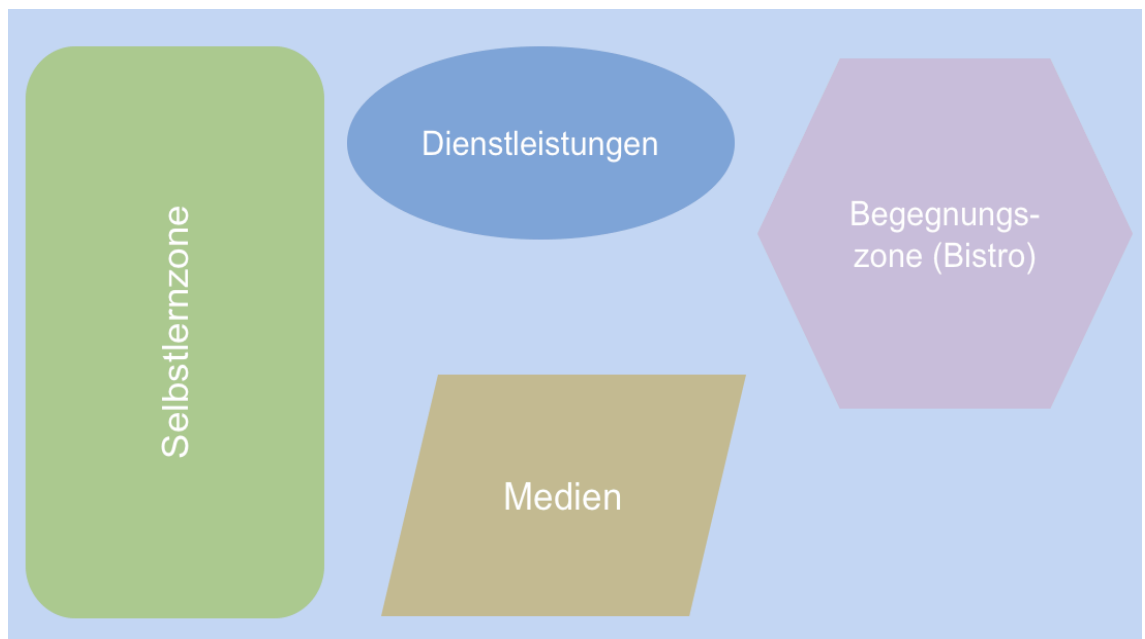 Selbstlernzone
Dienstleistungen
Begegnungs-
zone (Bistro)
Medien